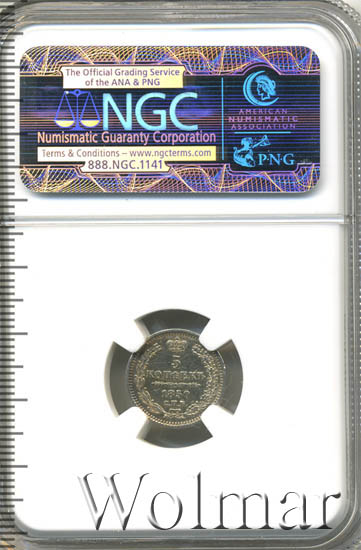 The Official Grading Service
of the ANA & PNG
NGC
Numismatic Guaranty Corporation
Terms & Conditions – www.ngcterms.com
888.NGC.1141
AMERICAN
NUMISMATIC
ASSOCIATION
PNG
5
КОПѢЕКЪ
Wolmar